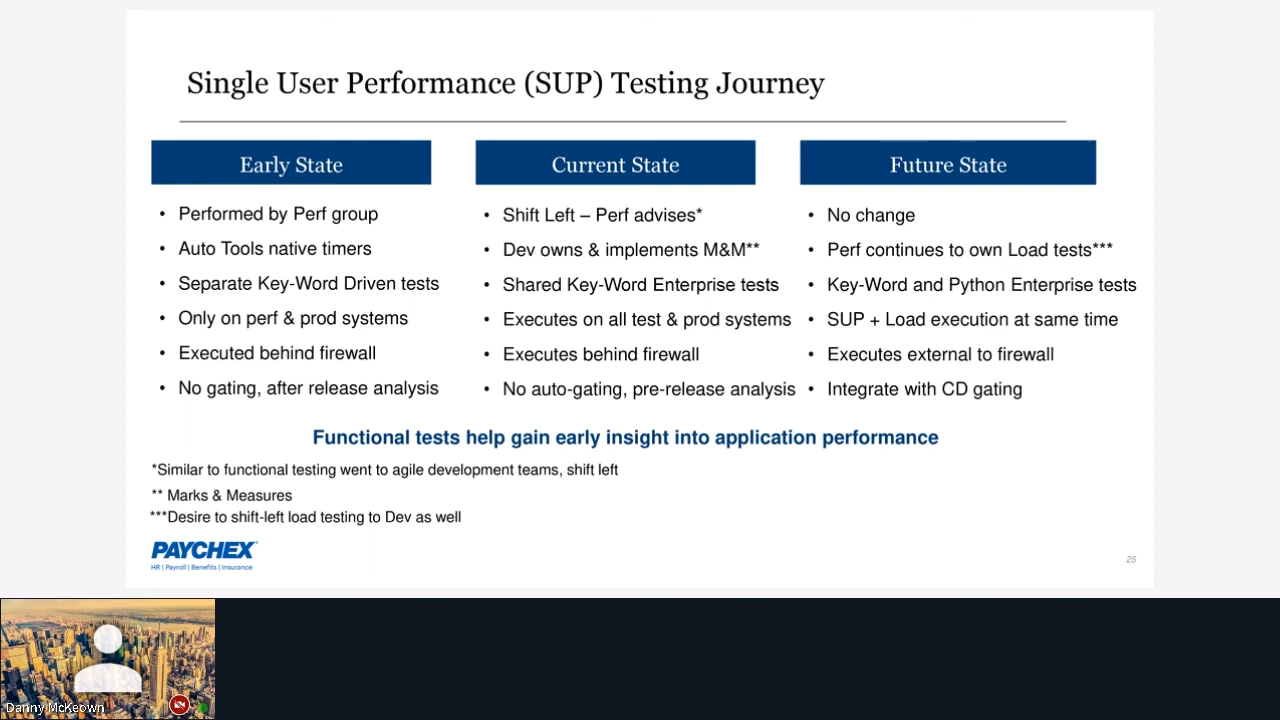 Single User Performance (SUP) Testing Journey
Early State
• Performed by Perf group
• Auto Tools native timers
• Separate Key-Word Driven tests
• Only on perf & prod systems
• Executed behind firewall
• No gating, after release analysis
Current State
• Shift Left – Perf advises*
• Dev owns & implements M&M**
• Shared Key-Word Enterprise tests
• Executes on all test & prod systems
• Executes behind firewall
• No auto-gating, pre-release analysis
Future State
• No change
• Perf continues to own Load tests***
• Key-Word and Python Enterprise tests
• SUP + Load execution at same time
• Executes external to firewall
• Integrate with CD gating
Functional tests help gain early insight into application performance
*Similar to functional testing went to agile development teams, shift left
** Marks & Measures
***Desire to shift-left load testing to Dev as well
PAYCHEX
HR | Payroll | Benefits | Insurance
25
Danny McKeown